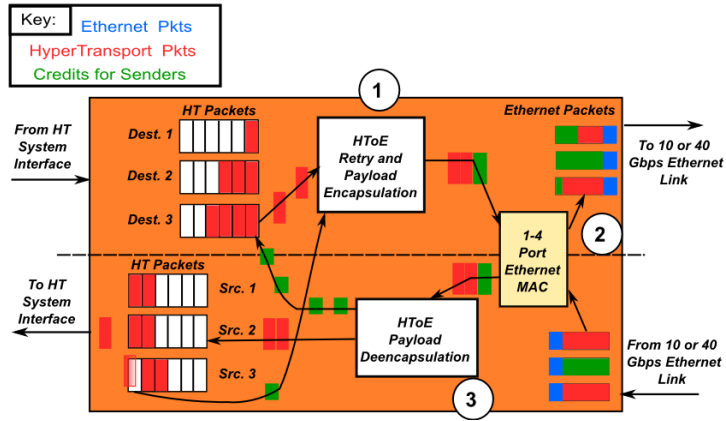 Key:
Ethernet Pkts
HyperTransport Pkts
Credits for Senders
1
HT Packets
Ethernet Packets
From HT
System
Interface
Dest. 1
Dest. 2
Dest. 3
HToE
Retry and
Payload
Encapsulation
To 10 or 40
Gbps Ethernet
Link
1-4
Port
Ethernet
MAC
2
HT Packets
To HT
System
Interface
Src. 1
Src. 2
Src. 3
HToE
Payload
Deencapsulation
From 10 or 40
Gbps Ethernet
Link
3